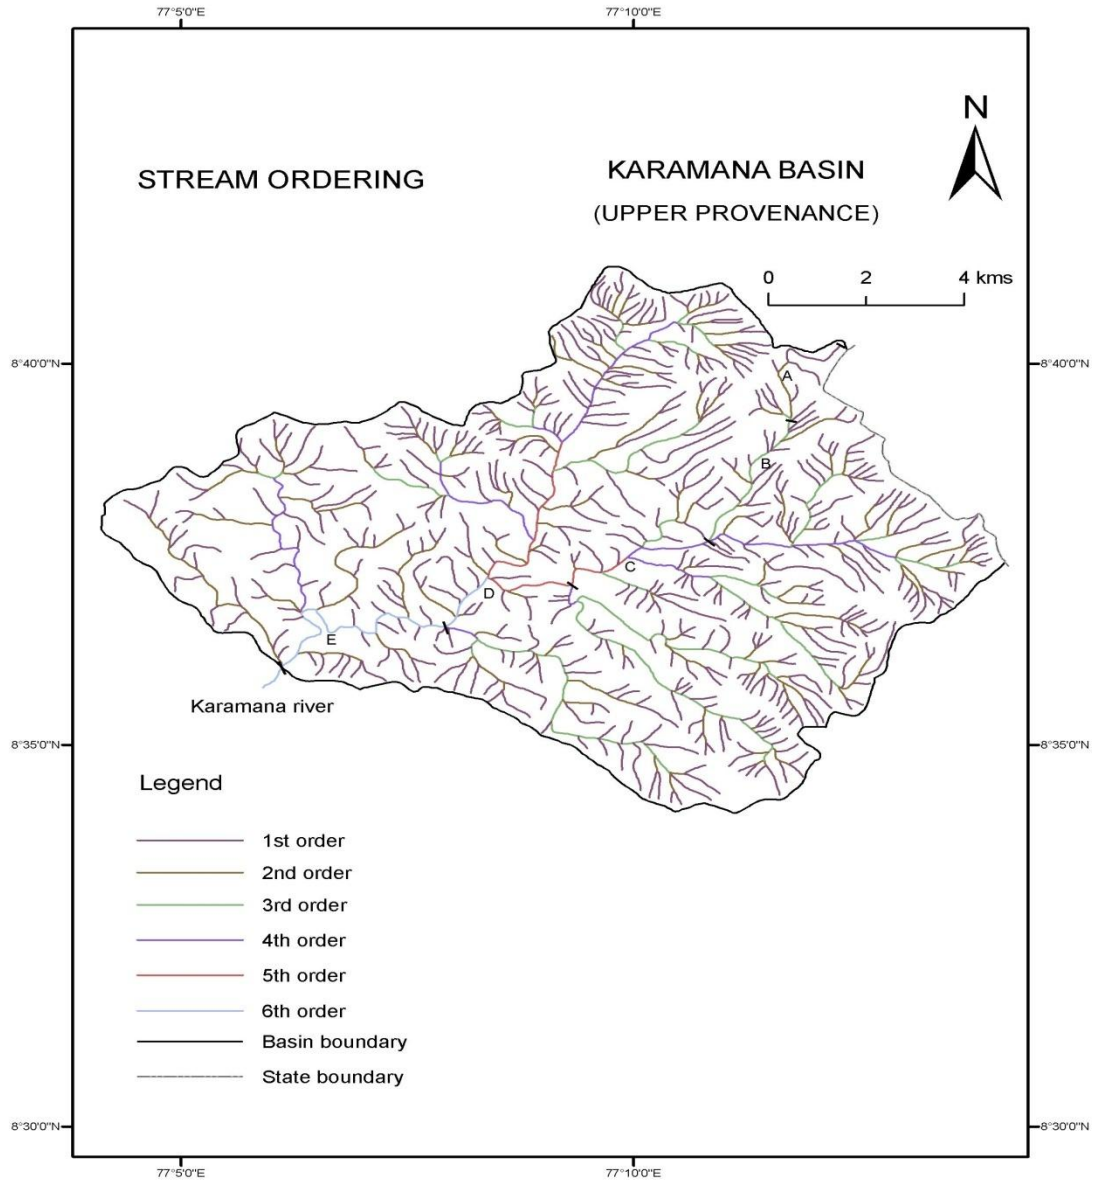 77°5'0"E
77°10'0"E
N
STREAM ORDERING
KARAMANA BASIN
(UPPER PROVENANCE)
0 2 4 kms
8°40'0"N
8°40'0"N
A
B
C
D
E
Karamana river
8°35'0"N
8°35'0"N
Legend
1st order
2nd order
3rd order
4th order
5th order
6th order
Basin boundary
State boundary
8°30'0"N
8°30'0"N
77°5'0"E
77°10'0"E